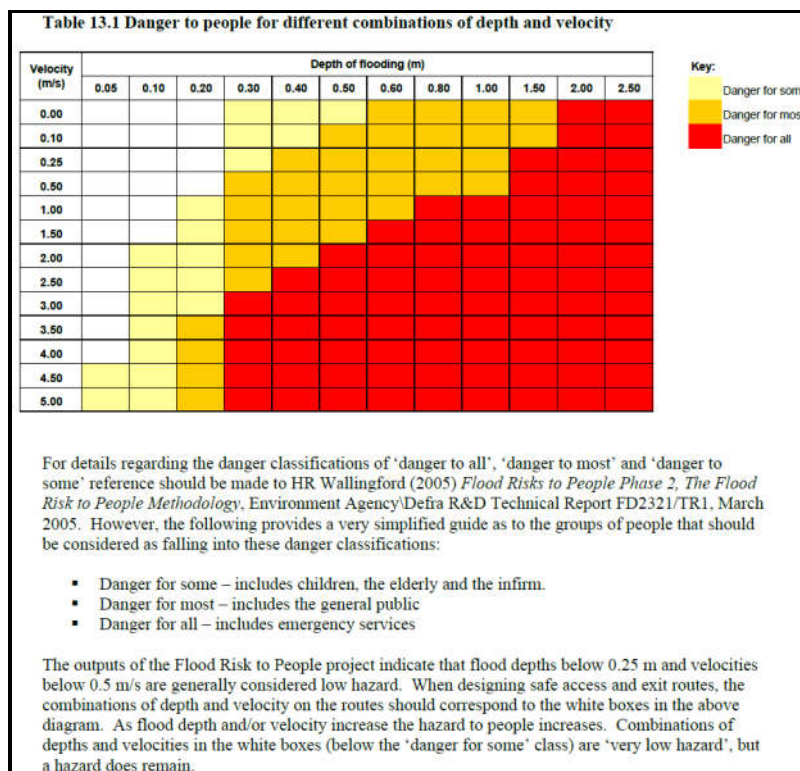 Table 13.1 Danger to people for different combinations of depth and velocity
Velocity (m/s)
Depth of flooding (m)
0.05 0.10 0.20 0.30 0.40 0.50 0.60 0.80 1.00 1.50 2.00 2.50
0.00
0.10
0.25
0.50
1.00
1.50
2.00
2.50
3.00
3.50
4.00
4.50
5.00
Key:
Danger for som
Danger for mos
Danger for all
For details regarding the danger classifications of ‘danger to all’, ‘danger to most’ and ‘danger to
some’ reference should be made to HR Wallingford (2005) Flood Risks to People Phase 2, The Flood
Risk to People Methodology, Environment Agency\Defra R&D Technical Report FD2321/TR1, March
2005. However, the following provides a very simplified guide as to the groups of people that should
be considered as falling into these danger classifications:
▪ Danger for some – includes children, the elderly and the infirm.
▪ Danger for most – includes the general public
▪ Danger for all – includes emergency services
The outputs of the Flood Risk to People project indicate that flood depths below 0.25 m and velocities
below 0.5 m/s are generally considered low hazard. When designing safe access and exit routes, the
combinations of depth and velocity on the routes should correspond to the white boxes in the above
diagram. As flood depth and/or velocity increase the hazard to people increases. Combinations of
depths and velocities in the white boxes (below the ‘danger for some’ class) are ‘very low hazard’, but
a hazard does remain.